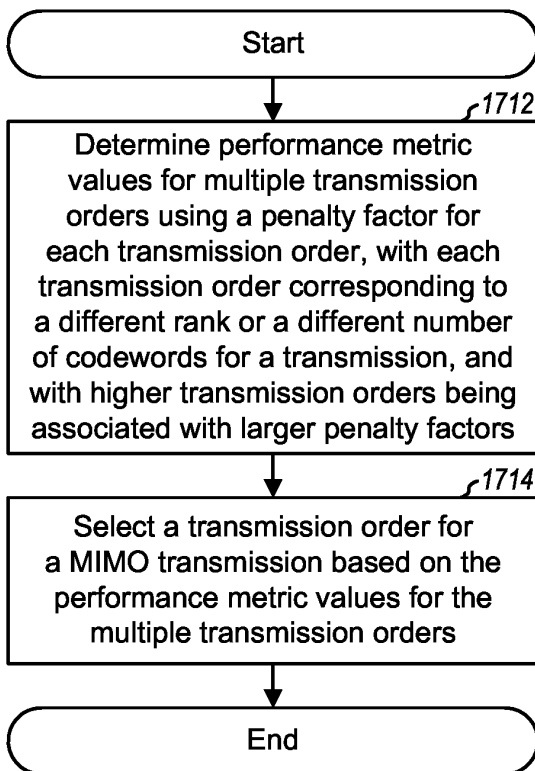 Start
1712
Determine performance metric
values for multiple transmission
orders using a penalty factor for
each transmission order, with each
transmission order corresponding to
a different rank or a different number
of codewords for a transmission, and
with higher transmission orders being
associated with larger penalty factors
1714
Select a transmission order for
a MIMO transmission based on the
performance metric values for the
multiple transmission orders
End